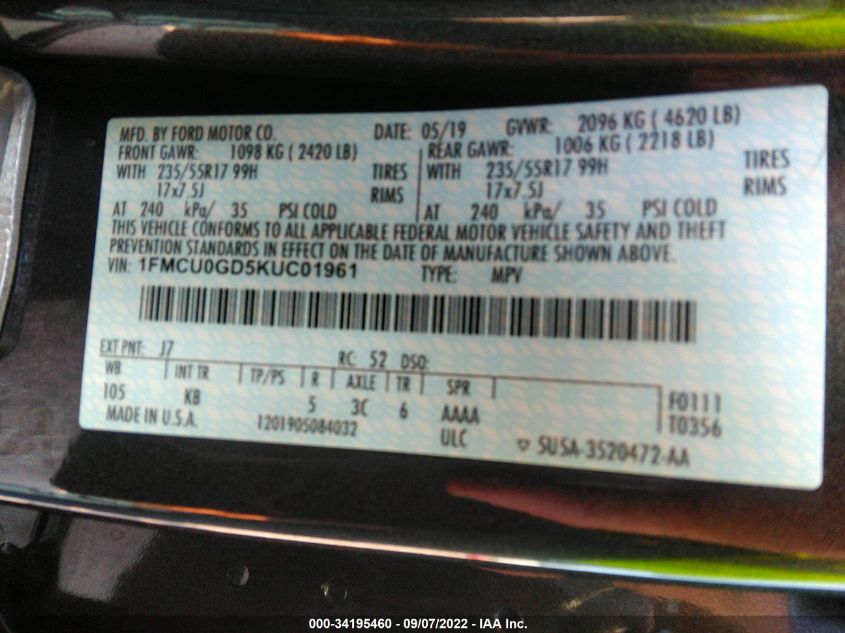 MFD. BY FORD MOTOR CO. DATE: 05/19 GVWR: 2096 KG ( 4620 LB)
FRONT GAWR: 1098 KG ( 2420 LB) REAR GAWR: 1006 KG ( 2218 LB)
WITH 235/55R17 99H TIRES WITH 235/55R17 99H TIRES
17x7.5J RIMS 17x7.5J RIMS
AT 240 kPa/ 35 PSI COLD AT 240 kPa/ 35 PSI COLD
THIS VEHICLE CONFORMS TO ALL APPLICABLE FEDERAL MOTOR VEHICLE SAFETY AND THEFT
PREVENTION STANDARDS IN EFFECT ON THE DATE OF MANUFACTURE SHOWN ABOVE.
VIN: 1FMCU0GD5KUC01961 TYPE: MPV
EXT PNT: J7 RC: 52 DSO:
WB INT TR TP/PS R AXLE TR SPR
105 KB 5 3C 6 AAAA F0111
MADE IN U.S.A. 1201905084032 ULC T0356
SUSA-3520472-AA
000-34195460 - 09/07/2022 - IAA Inc.